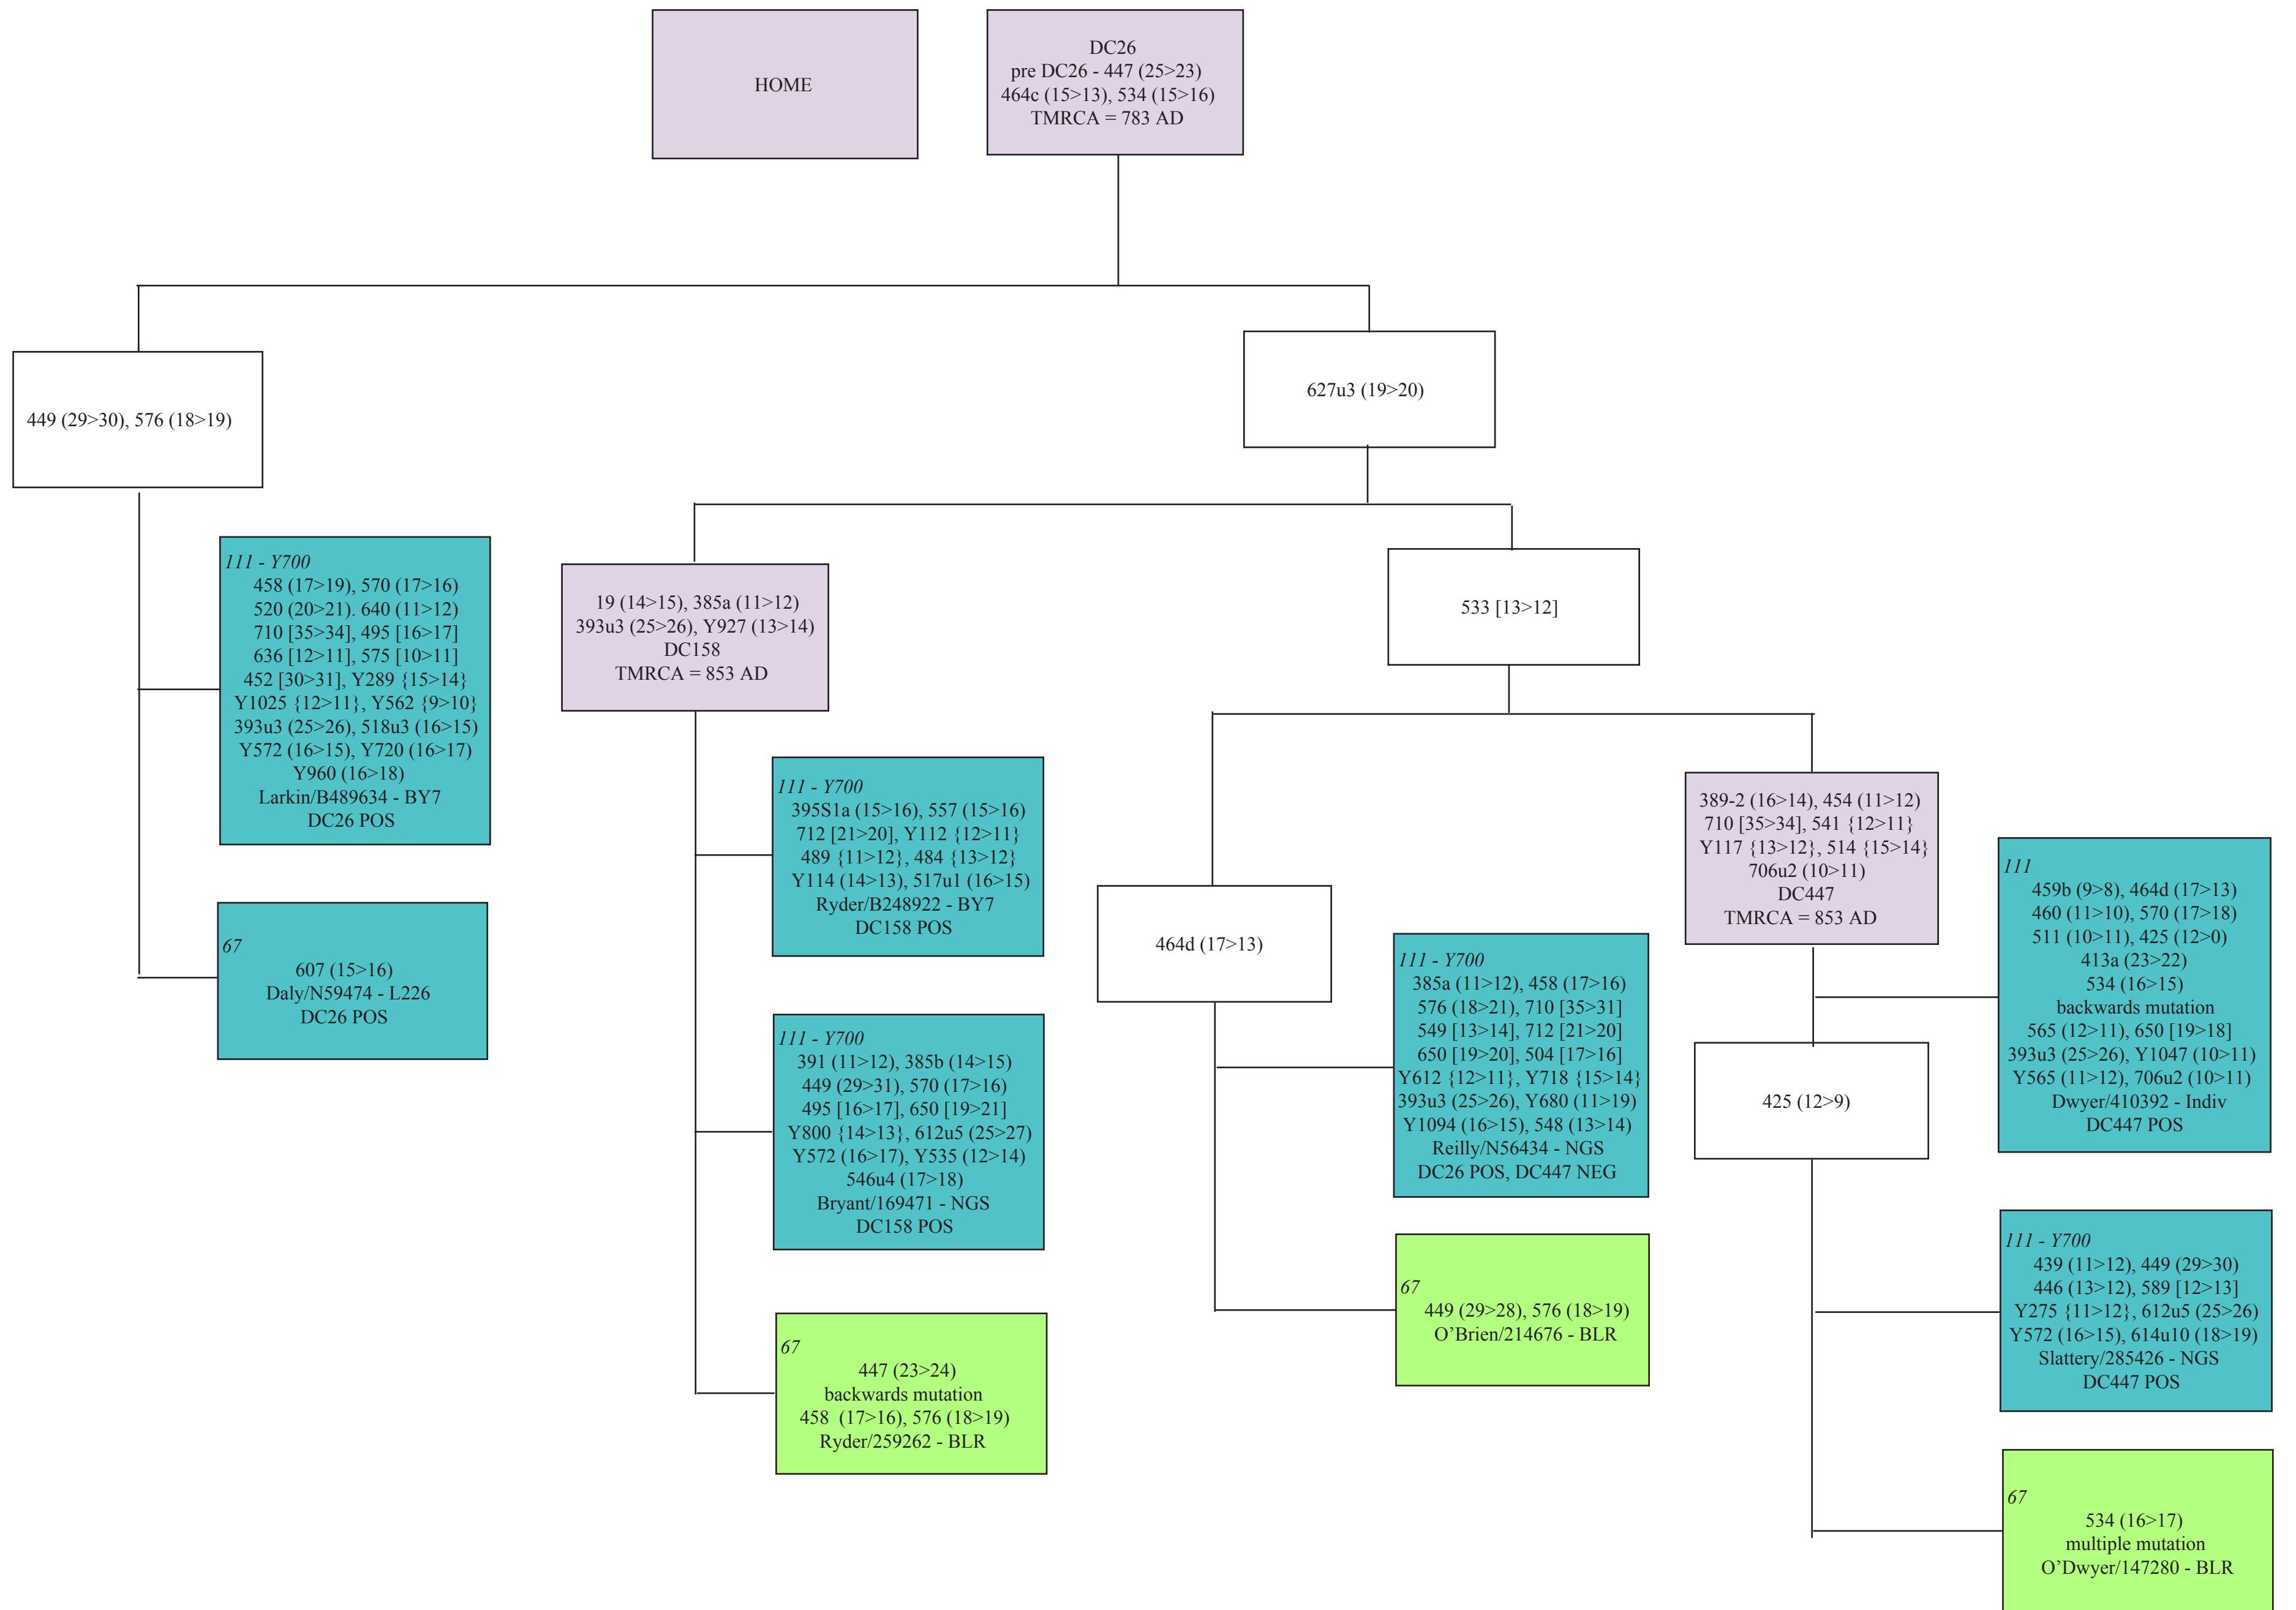 HOME
DC26
pre DC26 - 447 (25>23)
464c (15>13), 534 (15>16)
TMRCA = 783 AD
449 (29>30), 576 (18>19)
627u3 (19>20)
111 - Y700
458 (17>19), 570 (17>16)
520 (20>21). 640 (11>12)
710 [35>34], 495 [16>17]
636 [12>11], 575 [10>11]
452 [30>31], Y289 {15>14}
Y1025 {12>11}, Y562 {9>10}
393u3 (25>26), 518u3 (16>15)
Y572 (16>15), Y720 (16>17)
Y960 (16>18)
Larkin/B489634 - BY7
DC26 POS
67
607 (15>16)
Daly/N59474 - L226
DC26 POS
19 (14>15), 385a (11>12)
393u3 (25>26), Y927 (13>14)
DC158
TMRCA = 853 AD
533 [13>12]
111 - Y700
395S1a (15>16), 557 (15>16)
712 [21>20], Y112 {12>11}
489 {11>12}, 484 {13>12}
Y114 (14>13), 517u1 (16>15)
Ryder/B248922 - BY7
DC158 POS
111 - Y700
391 (11>12), 385b (14>15)
449 (29>31), 570 (17>16)
495 [16>17], 650 [19>21]
Y800 {14>13}, 612u5 (25>27)
Y572 (16>17), Y535 (12>14)
546u4 (17>18)
Bryant/169471 - NGS
DC158 POS
67
447 (23>24)
backwards mutation
458  (17>16), 576 (18>19)
Ryder/259262 - BLR
464d (17>13)
111 - Y700
385a (11>12), 458 (17>16)
576 (18>21), 710 [35>31]
549 [13>14], 712 [21>20]
650 [19>20], 504 [17>16]
Y612 {12>11}, Y718 {15>14}
393u3 (25>26), Y680 (11>19)
Y1094 (16>15), 548 (13>14)
Reilly/N56434 - NGS
DC26 POS, DC447 NEG
67
449 (29>28), 576 (18>19)
O’Brien/214676 - BLR
389-2 (16>14), 454 (11>12)
710 [35>34], 541 {12>11}
Y117 {13>12}, 514 {15>14}
706u2 (10>11)
DC447
TMRCA = 853 AD
111
459b (9>8), 464d (17>13)
460 (11>10), 570 (17>18)
511 (10>11), 425 (12>0)
413a (23>22)
534 (16>15)
backwards mutation
565 (12>11), 650 [19>18]
393u3 (25>26), Y1047 (10>11)
Y565 (11>12), 706u2 (10>11)
Dwyer/410392 - Indiv
DC447 POS
425 (12>9)
111 - Y700
439 (11>12), 449 (29>30)
446 (13>12), 589 [12>13]
Y275 {11>12}, 612u5 (25>26)
Y572 (16>15), 614u10 (18>19)
Slattery/285426 - NGS
DC447 POS
67
534 (16>17)
multiple mutation
O’Dwyer/147280 - BLR